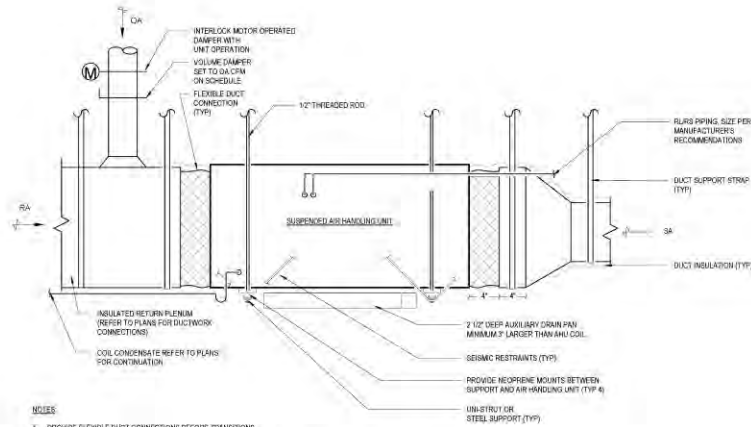 OA
INTERLOCK MOTOR OPERATED
DAMPER WITH
UNIT OPERATION
M
VOLUME DAMPER
SET TO OA CFM
ON SCHEDULE
FLEXIBLE DUCT
CONNECTION
(TYP)
1/2" THREADED ROD
RL/RS PIPING, SIZE PER
MANUFACTURER'S
RECOMMENDATIONS
DUCT SUPPORT STRAP
(TYP)
RA
SUSPENDED AIR HANDLING UNIT
SA
DUCT INSULATION (TYP)
4"
4"
INSULATED RETURN PLENUM
(REFER TO PLANS FOR DUCTWORK
CONNECTIONS)
2 1/2" DEEP AUXILIARY DRAIN PAN
MINIMUM 3" LARGER THAN AHU COIL
COIL CONDENSATE REFER TO PLANS
FOR CONTINUATION
SEISMIC RESTRAINTS (TYP)
PROVIDE NEOPRENE MOUNTS BETWEEN
SUPPORT AND AIR HANDLING UNIT (TYP 4)
UNI-STRUT OR
STEEL SUPPORT (TYP)
NOTES